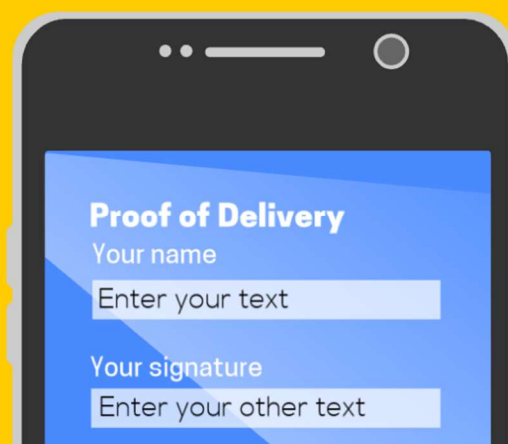 Proof of Delivery
Your name
Enter your text
Your signature
Enter your other text